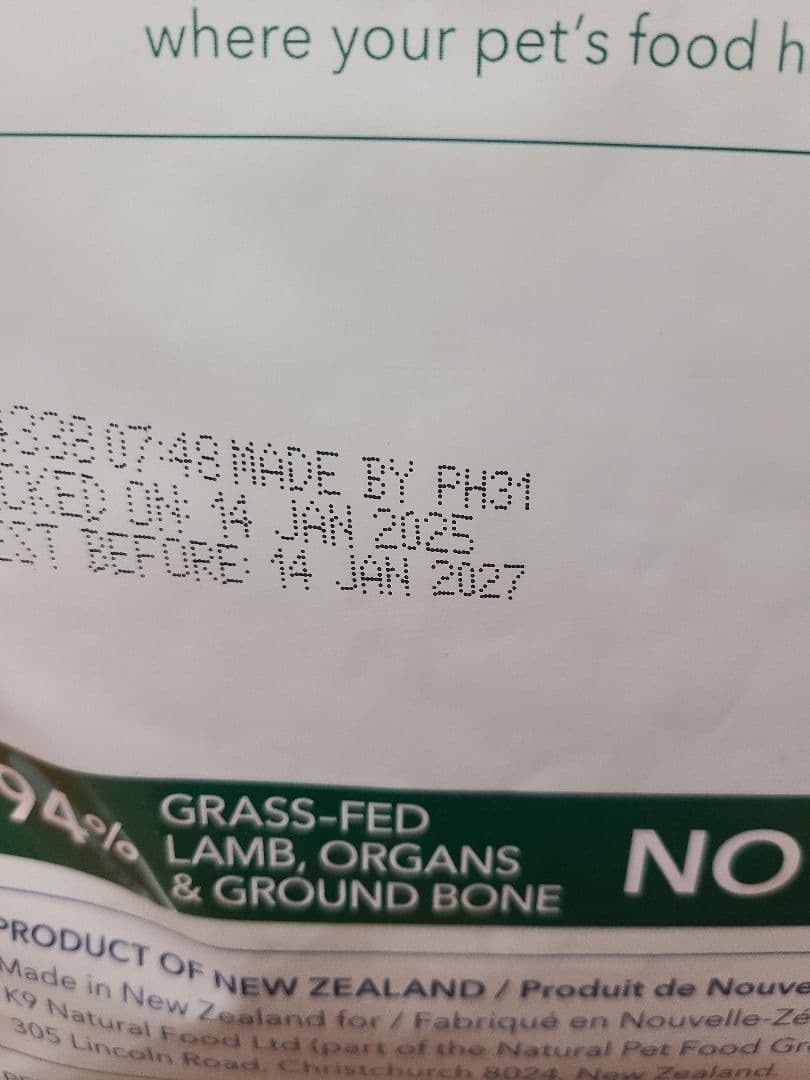 where your pet's food h
338 07:48 MADE BY PH31
CKED ON: 14 JAN 2025
EST BEFORE: 14 JAN 2027
94% GRASS-FED
LAMB, ORGANS
& GROUND BONE
NO
PRODUCT OF NEW ZEALAND / Produit de Nouve
Made in New Zealand for / Fabriqué en Nouvelle-Zé
K9 Natural Food Ltd (part of the Natural Pet Food Gr
305 Lincoln Road, Christchurch 8024, New Zealand